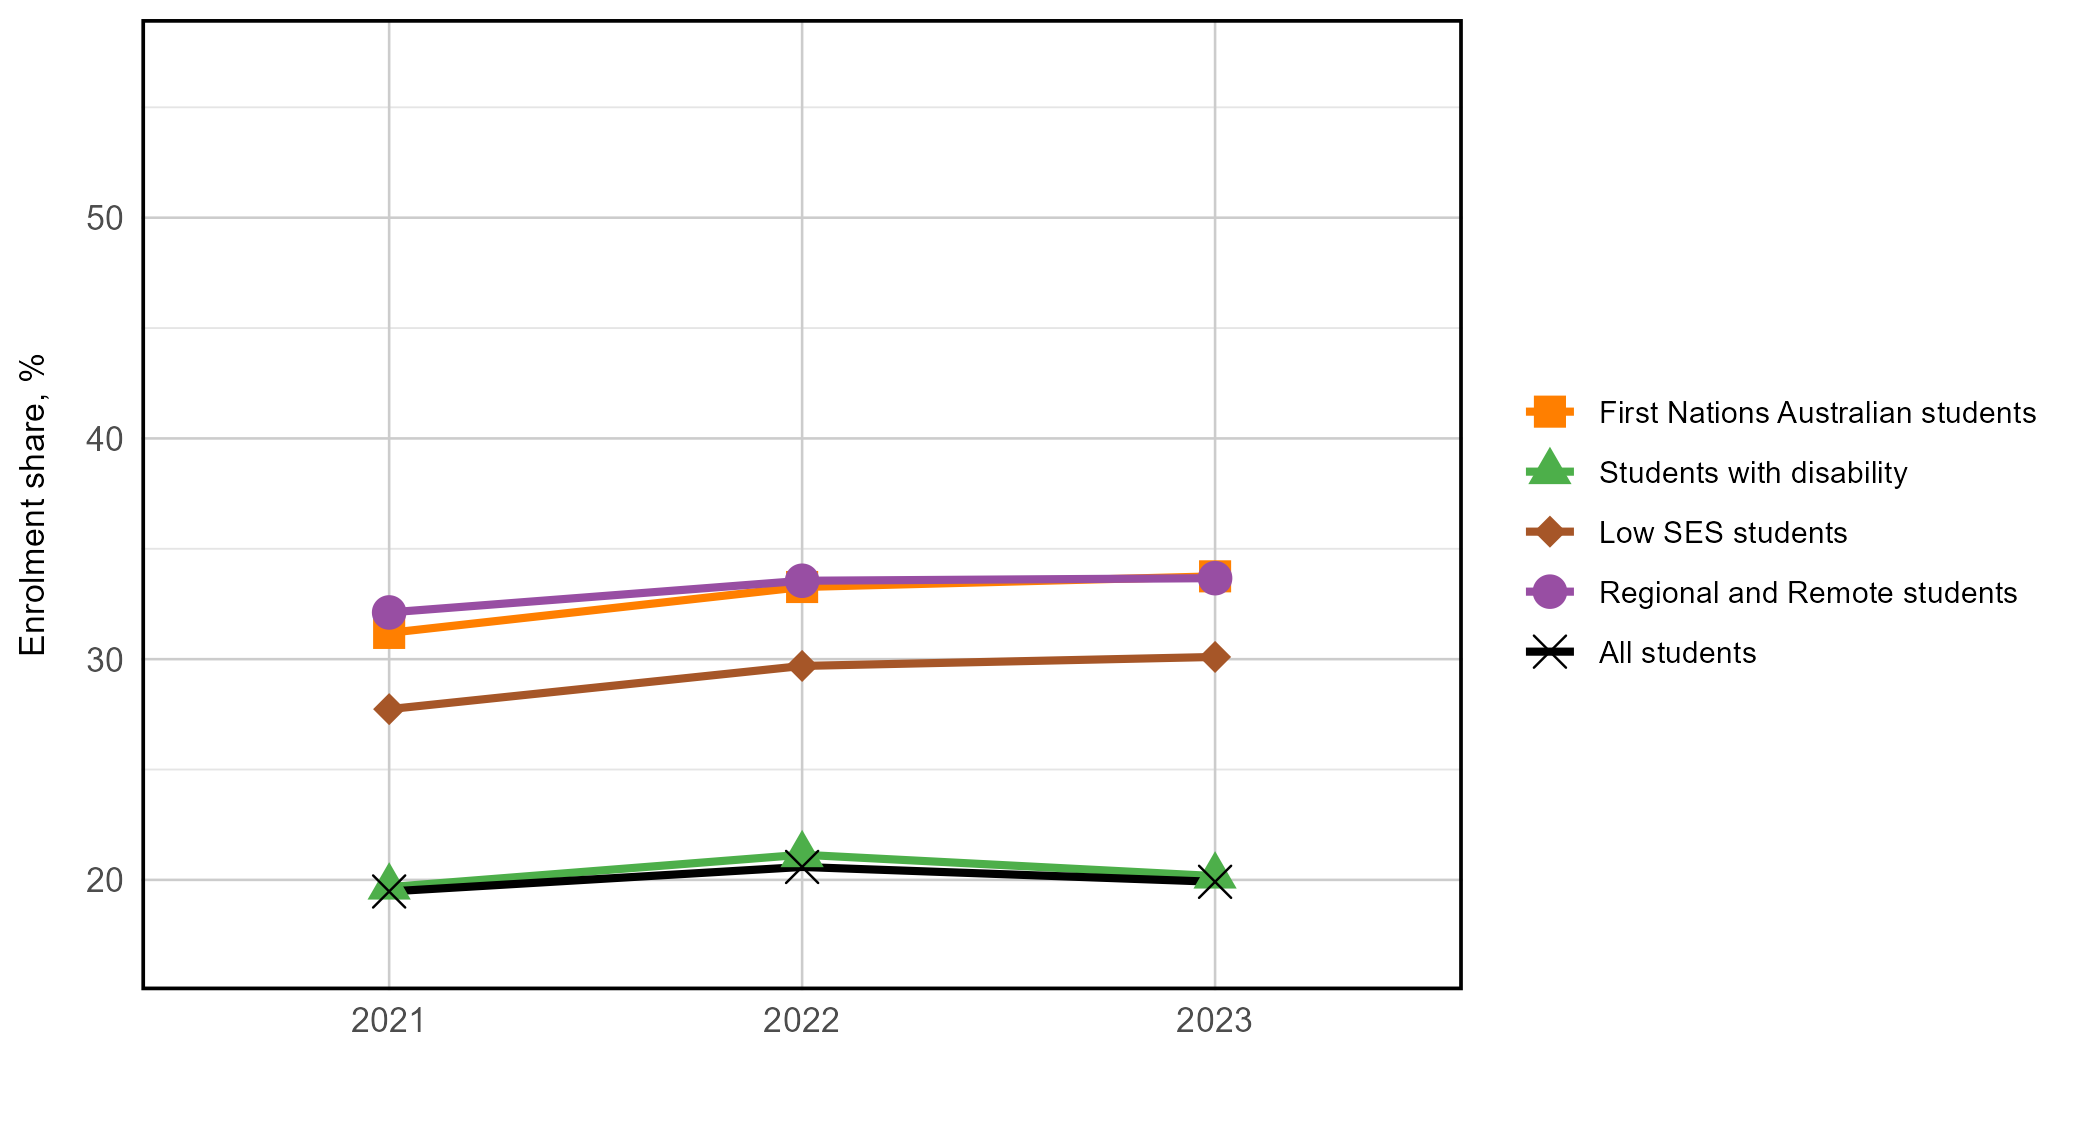 Enrolment share, %
50
40
30
20
2021
2022
2023
First Nations Australian students
Students with disability
Low SES students
Regional and Remote students
All students